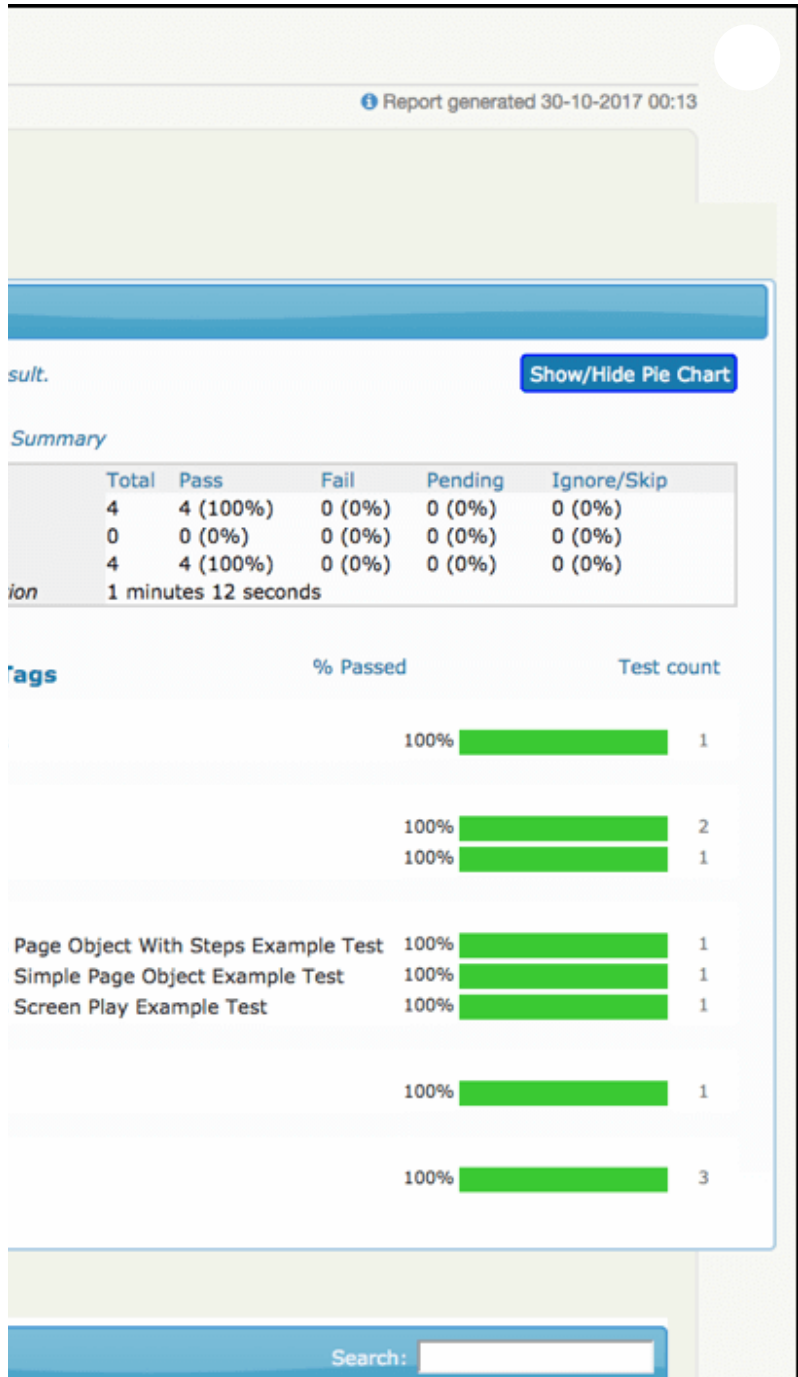 Report generated 30-10-2017 00:13
sult.
Show/Hide Pie Chart
Summary
Total Pass Fail Pending Ignore/Skip
4 4 (100%) 0 (0%) 0 (0%) 0 (0%)
0 0 (0%) 0 (0%) 0 (0%) 0 (0%)
4 4 (100%) 0 (0%) 0 (0%) 0 (0%)
ion 1 minutes 12 seconds
ags % Passed Test count
100% 1
100% 2
100% 1
Page Object With Steps Example Test 100% 1
Simple Page Object Example Test 100% 1
Screen Play Example Test 100% 1
100% 1
100% 3
Search: